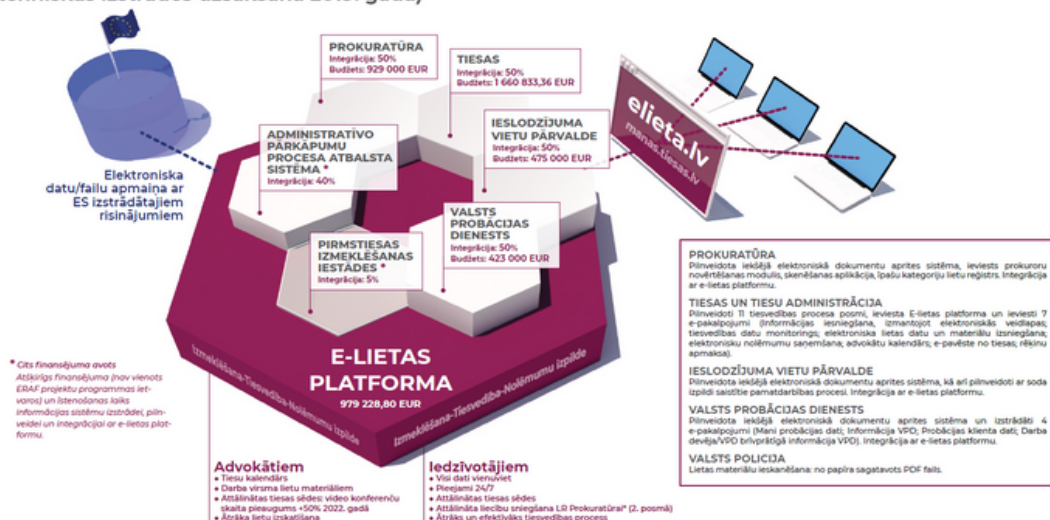 PROKURATŪRA
Integrācija: 50%
Budžets: 929 000 EUR
TIESAS
Integrācija: 50%
Budžets: 1 660 833,36 EUR
IESLODZĪJUMA
VIETU PĀRVALDE
Integrācija: 50%
Budžets: 475 000 EUR
ADMINISTRATĪVO
PĀRKĀPUMU
PROCESA ATBALSTA
SISTĒMA *
Integrācija: 40%
VALSTS
PROBĀCIJAS
DIENESTS
Integrācija: 50%
Budžets: 423 000 EUR
PIRMSTIESAS
IZMEKLĒŠANAS
IESTĀDES *
Integrācija: 5%
elieta.lv
manas.tiesas.lv
Elektroniska
datu/failu apmaiņa ar
ES izstrādātajiem
risinājumiem
E-LIETAS
PLATFORMA
979 228,80 EUR
Izmeklēšana-Tiesvedība-Nolēmumu izpilde
Izmeklēšana-Tiesvedība-Nolēmumu izpilde
* Cits finansējuma avots
Atšķirīgs finansējuma (nav vienots
ERAF projektu programmas iet-
varos) un īstenošanas laiks
informācijas sistēmu izstrādei, piln-
veidei un integrācijai ar e-lietas plat-
formu.
Advokātiem
• Tiesu kalendārs
• Darba virsma lietu materiāliem
• Attālinātas tiesas sēdes: video konferenču
skaita pieaugums +50% 2022. gadā
• Ātrāka lietu izskatīšana
Iedzīvotājiem
• Visi dati vienuviet
• Pieejami 24/7
• Attālinātas tiesas sēdes
• Attālināta liecību sniegšana LR Prokuratūrai* (2. posmā)
• Ātrāks un efektīvāks tiesvedības process
PROKURATŪRA
Pilnveidota iekšējā elektroniskā dokumentu aprites sistēma, ieviests prokuroru
novērtēšanas modulis, skenēšanas aplikācija, īpašu kategoriju lietu reģistrs. Integrācija
ar e-lietas platformu.
TIESAS UN TIESU ADMINISTRĀCIJA
Pilnveidoti 11 tiesvedības procesa posmi, ieviesta E-lietas platforma un ieviesti 7
e-pakalpojumi (Informācijas iesniegšana, izmantojot elektroniskās veidlapas;
tiesvedības datu monitorings; elektroniska lietas datu un materiālu izsniegšana;
elektronisku nolēmumu saņemšana; advokātu kalendārs; e-pavēste no tiesas; rēķinu
apmaksa).
IESLODZĪJUMA VIETU PĀRVALDE
Pilnveidota iekšējā elektroniskā dokumentu aprites sistēma, kā arī pilnveidoti ar soda
izpildi saistītie pamatdarbības procesi. Integrācija ar e-lietas platformu.
VALSTS PROBĀCIJAS DIENESTS
Pilnveidota iekšējā elektroniskā dokumentu aprites sistēma un izstrādāti 4
e-pakalpojumi (Mani probācijas dati; Informācija VPD; Probācijas klienta dati; Darba
devēja/VPD brīvprātīgā informācija VPD). Integrācija ar e-lietas platformu.
VALSTS POLICIJA
Lietas materiālu ieskanēšana: no papīra sagatavots PDF fails.